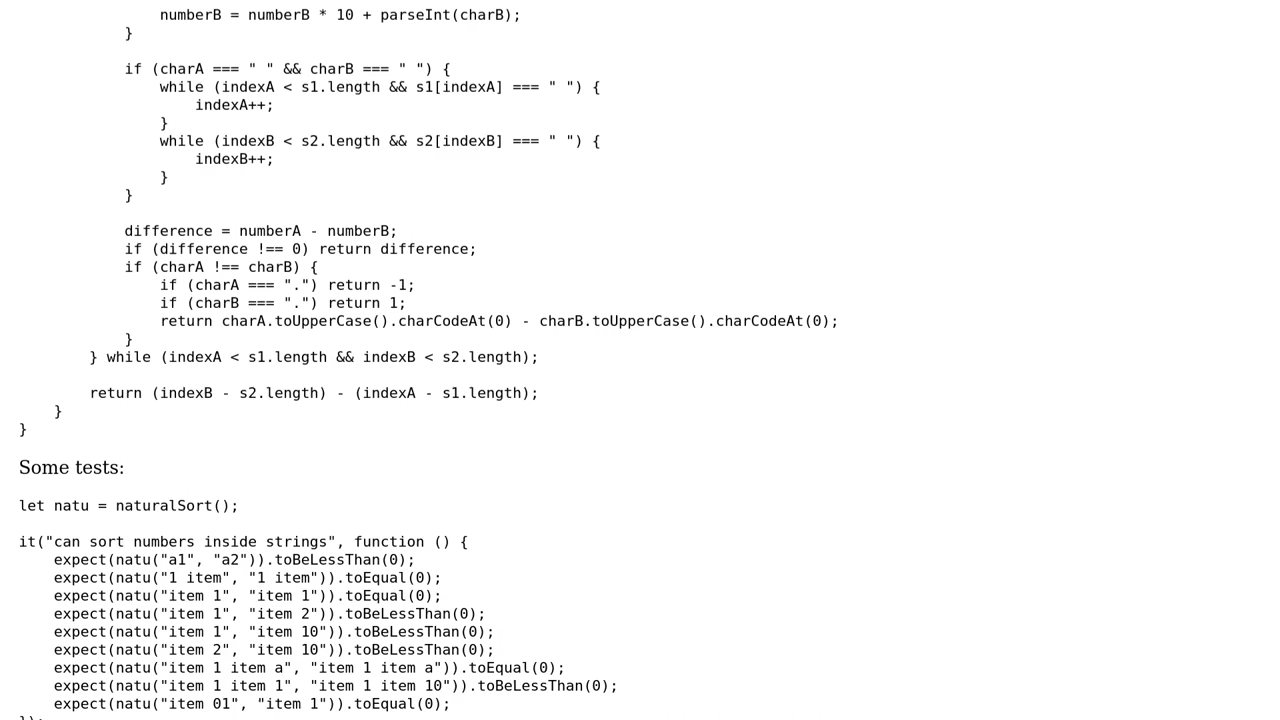 numberB = numberB * 10 + parseInt(charB);
            }

            if (charA === " " && charB === " ") {
                while (indexA < s1.length && s1[indexA] === " ") {
                    indexA++;
                }
                while (indexB < s2.length && s2[indexB] === " ") {
                    indexB++;
                }
            }

            difference = numberA - numberB;
            if (difference !== 0) return difference;
            if (charA !== charB) {
                if (charA === ".") return -1;
                if (charB === ".") return 1;
                return charA.toUpperCase().charCodeAt(0) - charB.toUpperCase().charCodeAt(0);
            }
        } while (indexA < s1.length && indexB < s2.length);

        return (indexB - s2.length) - (indexA - s1.length);
    }
}
Some tests:
let natu = naturalSort();

it("can sort numbers inside strings", function () {
    expect(natu("a1", "a2")).toBeLessThan(0);
    expect(natu("1 item", "1 item")).toEqual(0);
    expect(natu("item 1", "item 1")).toEqual(0);
    expect(natu("item 1", "item 2")).toBeLessThan(0);
    expect(natu("item 1", "item 10")).toBeLessThan(0);
    expect(natu("item 2", "item 10")).toBeLessThan(0);
    expect(natu("item 1 item a", "item 1 item a")).toEqual(0);
    expect(natu("item 1 item 1", "item 1 item 10")).toBeLessThan(0);
    expect(natu("item 01", "item 1")).toEqual(0);
});